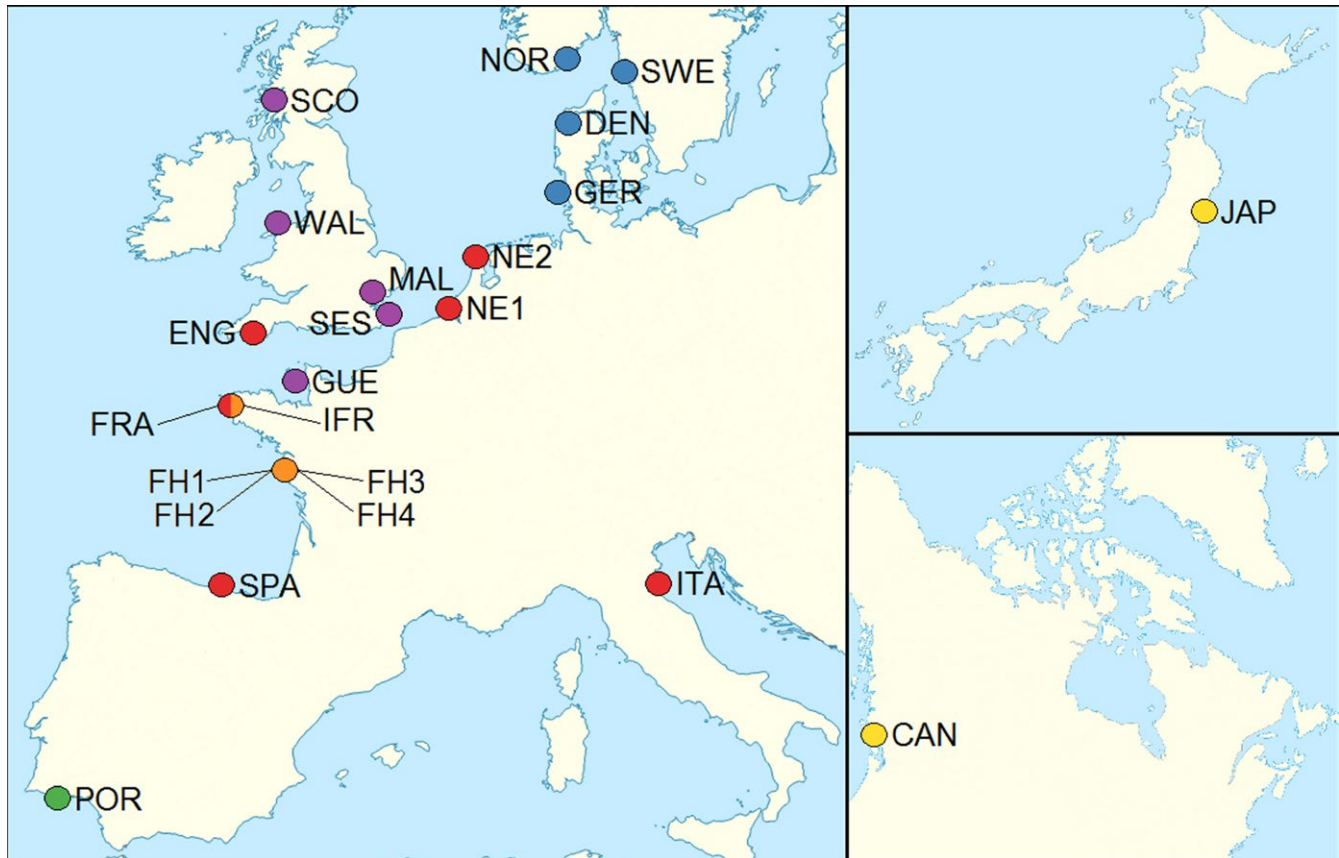 NOR
SWE
SCO
DEN
GER
WAL
NE2
MAL
NE1
SES
ENG
GUE
FRA
IFR
FH1
FH3
FH2
FH4
SPA
ITA
POR
JAP
CAN